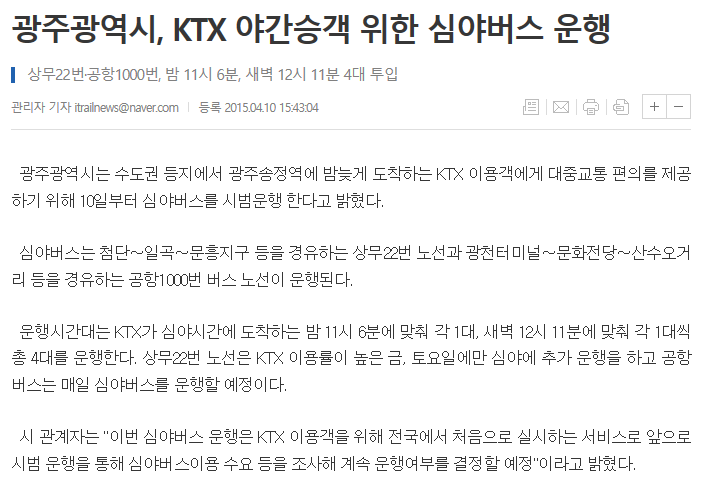 광주광역시, KTX 야간승객 위한 심야버스 운행
상무22번·공항1000번, 밤 11시 6분, 새벽 12시 11분 4대 투입
관리자 기자 itrailnews@naver.com 등록 2015.04.10 15:43:04
광주광역시는 수도권 등지에서 광주송정역에 밤늦게 도착하는 KTX 이용객에게 대중교통 편의를 제공
하기 위해 10일부터 심야버스를 시범운행 한다고 밝혔다.
심야버스는 첨단~일곡~문흥지구 등을 경유하는 상무22번 노선과 광천터미널~문화전당~산수오거
리 등을 경유하는 공항1000번 버스 노선이 운행된다.
운행시간대는 KTX가 심야시간에 도착하는 밤 11시 6분에 맞춰 각 1대, 새벽 12시 11분에 맞춰 각 1대씩
총 4대를 운행한다. 상무22번 노선은 KTX 이용률이 높은 금, 토요일에만 심야에 추가 운행을 하고 공항
버스는 매일 심야버스를 운행할 예정이다.
시 관계자는 "이번 심야버스 운행은 KTX 이용객을 위해 전국에서 처음으로 실시하는 서비스로 앞으로
시범 운행을 통해 심야버스이용 수요 등을 조사해 계속 운행여부를 결정할 예정"이라고 밝혔다.